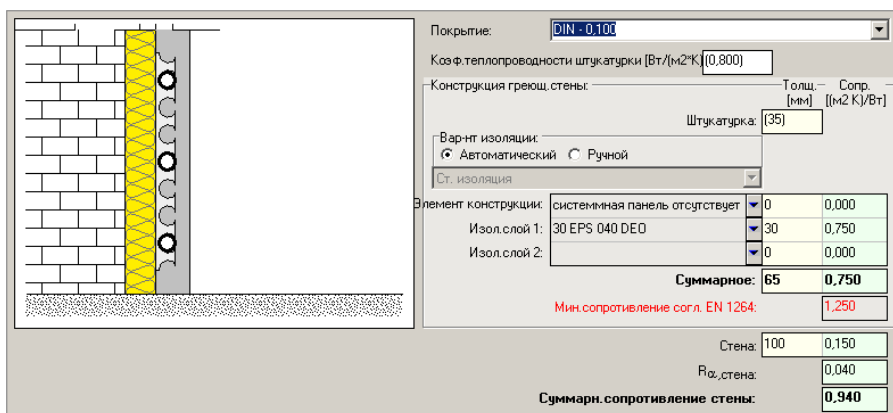 Покрытие: DIN - 0,100
Коэф.теплопроводности штукатурки [Вт/(м2*K) (0,800)
Конструкция греющ.стены: Толщ. Сопр.
[мм] [(м2 K)/Вт]
Штукатурка: (35)
Вар-нт изоляции:
Автоматический Ручной
Ст. изоляция
Элемент конструкции: системмная панель отсутствует 0 0,000
Изол.слой 1: 30 EPS 040 DEO 30 0,750
Изол.слой 2: 0 0,000
Суммарное: 65 0,750
Мин.сопротивление согл. EN 1264: 1,250
Стена: 100 0,150
Rα,стена: 0,040
Суммарн.сопротивление стены: 0,940